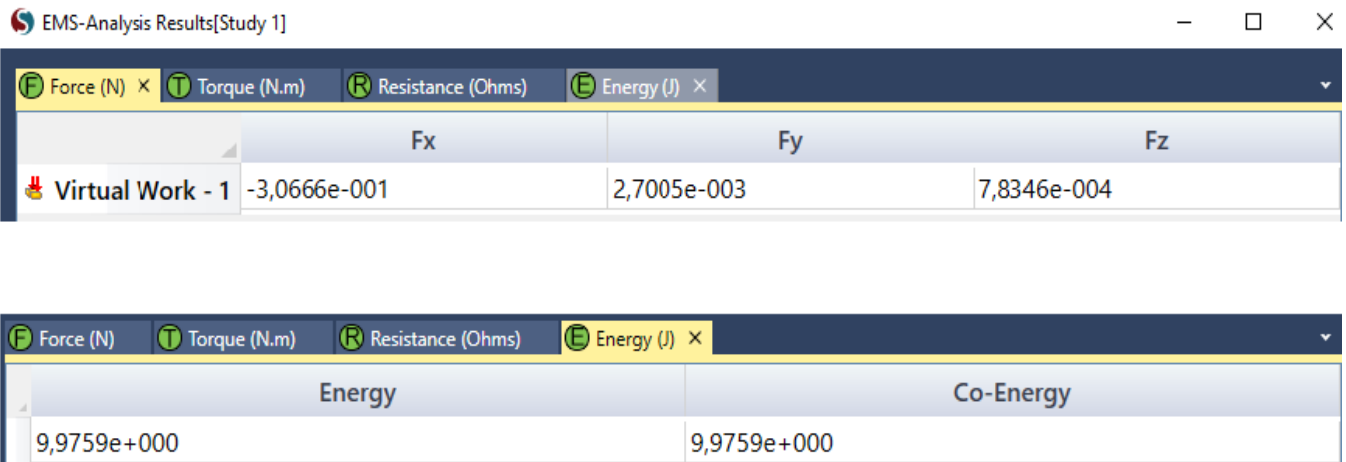 EMS-Analysis Results[Study 1]
Force (N) Torque (N.m) Resistance (Ohms) Energy (J)
Fx Fy Fz
Virtual Work - 1 -3,0666e-001 2,7005e-003 7,8346e-004
Force (N) Torque (N.m) Resistance (Ohms) Energy (J)
Energy Co-Energy
9,9759e+000 9,9759e+000